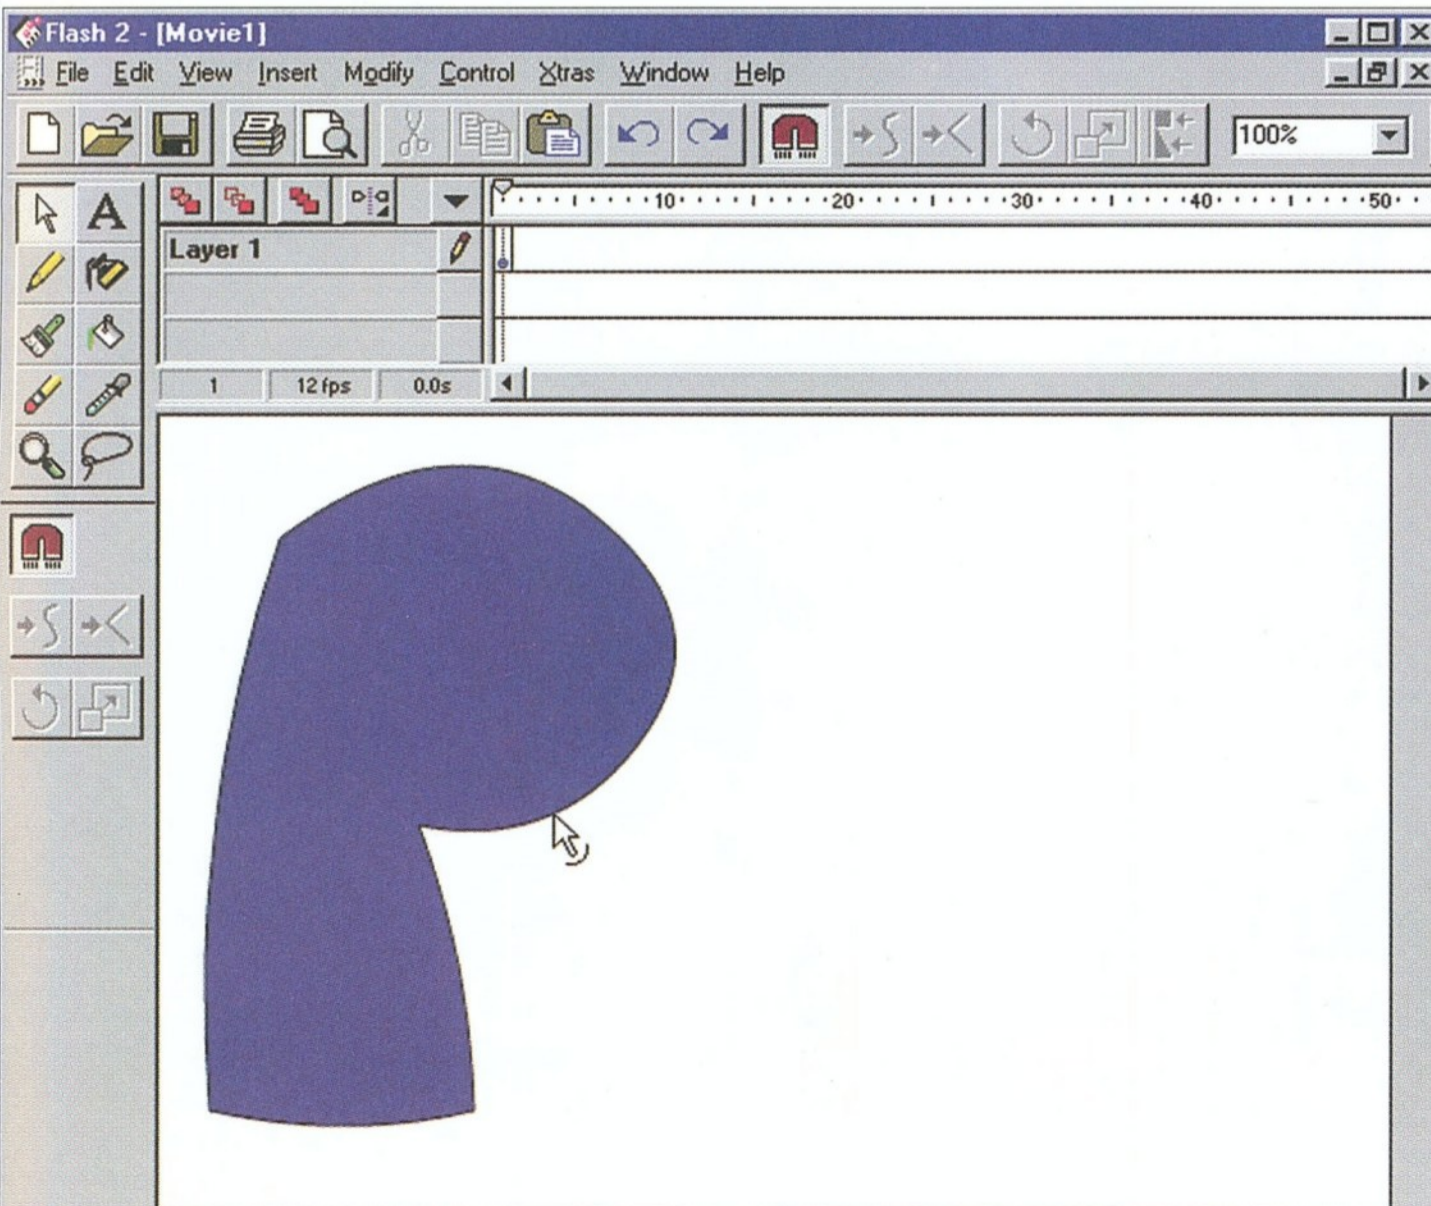 Flash 2 - [Movie1]
File Edit View Insert Modify Control Xtras Window Help
100%
A
10 20 30 40 50
Layer 1
1 12 fps 0.0s